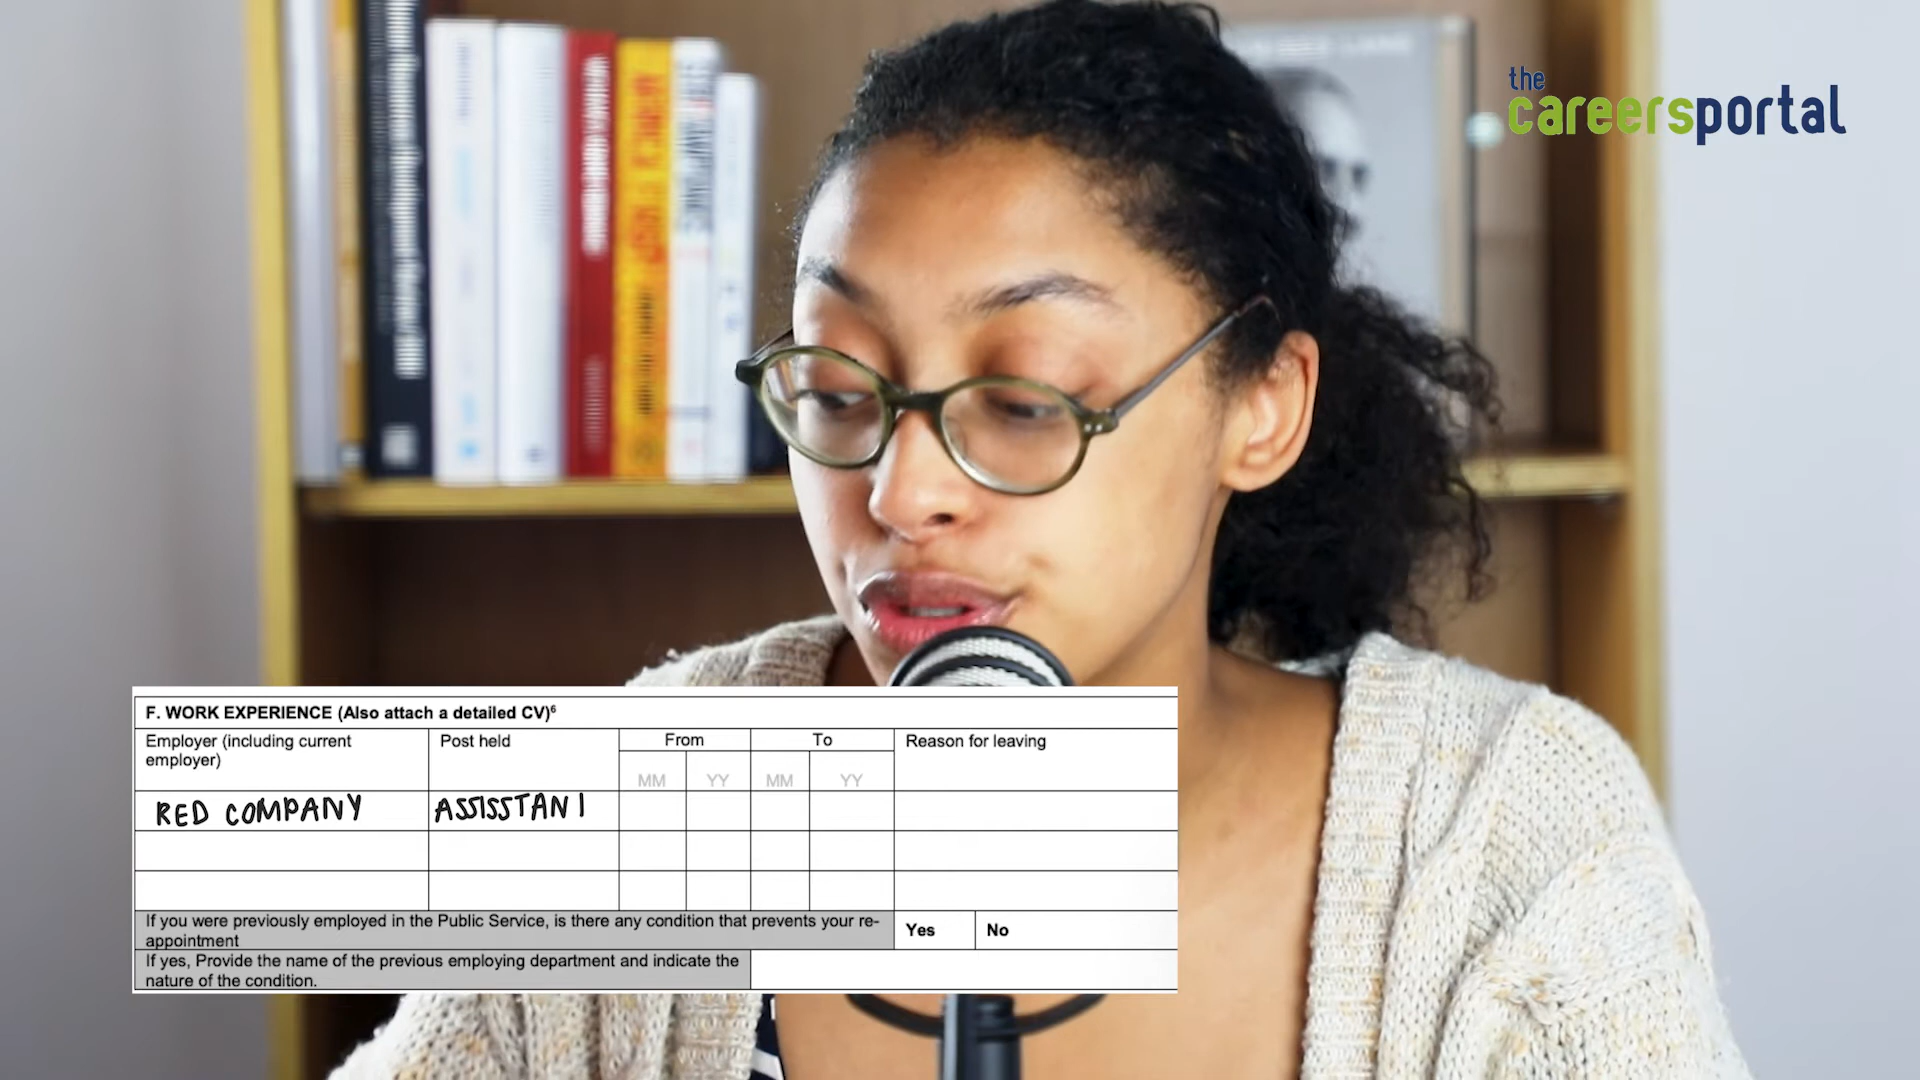 the
careersportal
F. WORK EXPERIENCE (Also attach a detailed CV)⁶
Employer (including current
employer)
Post held
From
To
Reason for leaving
MM
YY
MM
YY
RED COMPANY
ASSISSTANI
If you were previously employed in the Public Service, is there any condition that prevents your re-
appointment
Yes
No
If yes, Provide the name of the previous employing department and indicate the
nature of the condition.